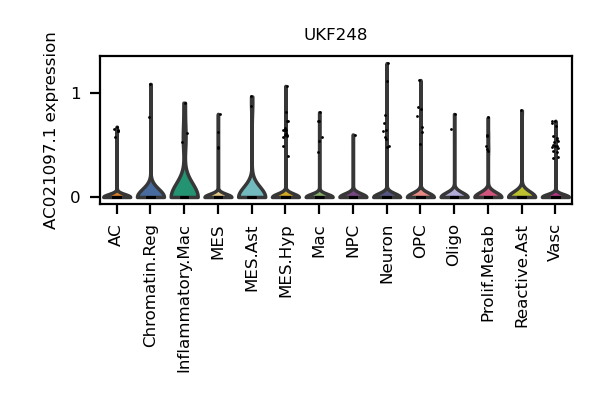 UKF248
AC021097.1 expression
1
0
AC
Chromatin.Reg
Inflammatory.Mac
MES
MES.Ast
MES.Hyp
Mac
NPC
Neuron
OPC
Oligo
Prolif.Metab
Reactive.Ast
Vasc